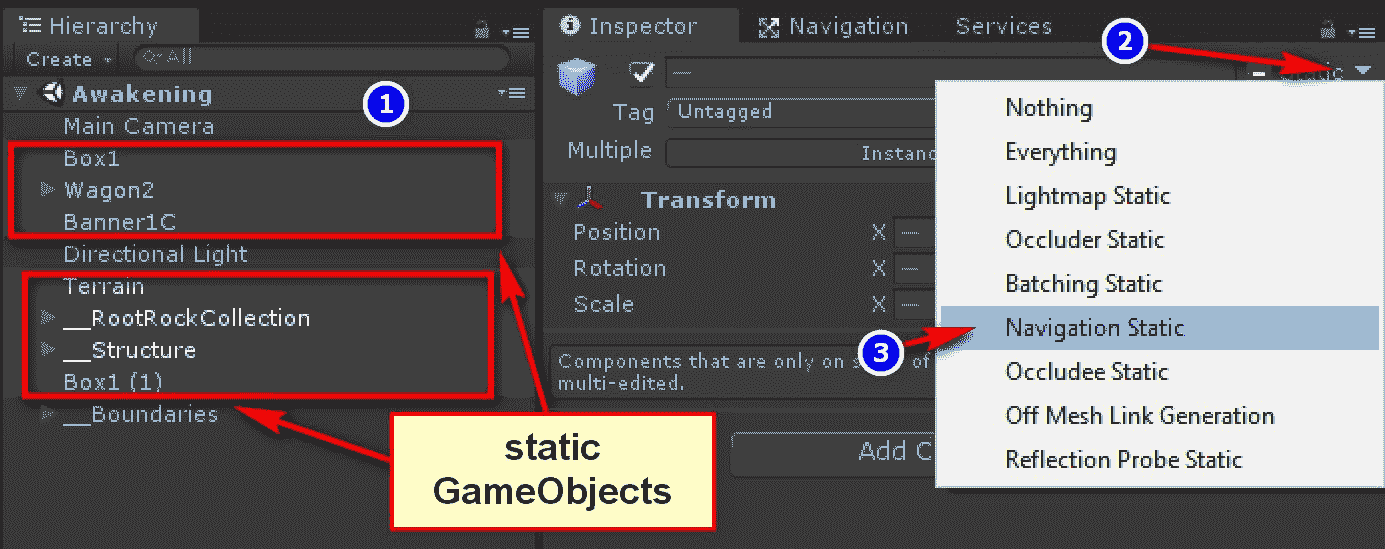 Hierarchy
Create
All
Awakening
1
Main Camera
Box1
Wagon2
Banner1C
Directional Light
Terrain
__RootRockCollection
__Structure
Box1 (1)
__Boundaries
static
GameObjects
Inspector
Navigation
Services
2
Static
Tag
Untagged
Multiple
Instanc
Transform
Position X
Rotation X
Scale X
3
Components that are only on s of
multi-edited.
Add C
Nothing
Everything
Lightmap Static
Occluder Static
Batching Static
Navigation Static
Occludee Static
Off Mesh Link Generation
Reflection Probe Static